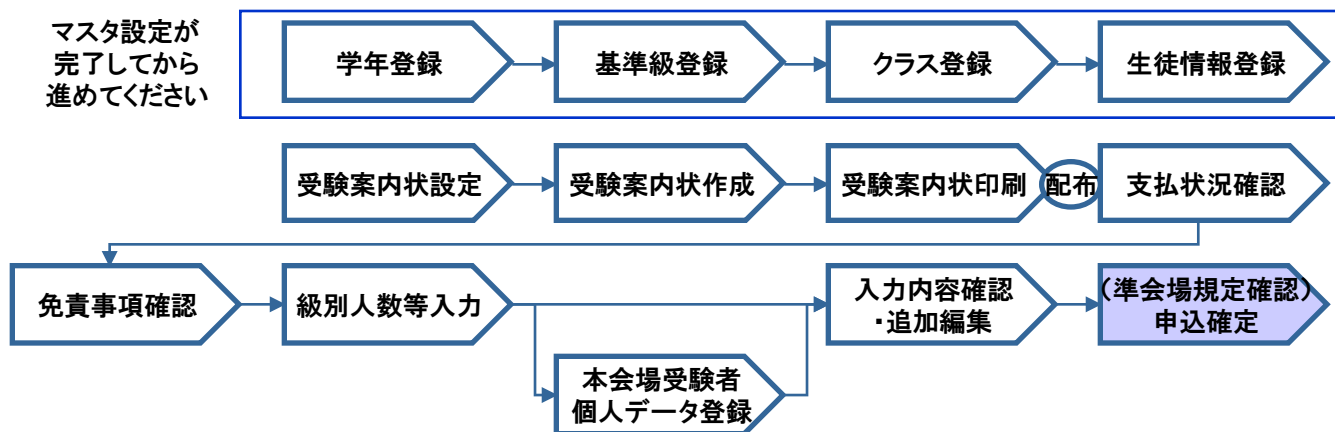 マスタ設定が
完了してから
進めてください
学年登録
基準級登録
クラス登録
生徒情報登録
受験案内状設定
受験案内状作成
受験案内状印刷
配布
支払状況確認
免責事項確認
級別人数等入力
入力内容確認
・追加編集
（準会場規定確認）
申込確定
本会場受験者
個人データ登録